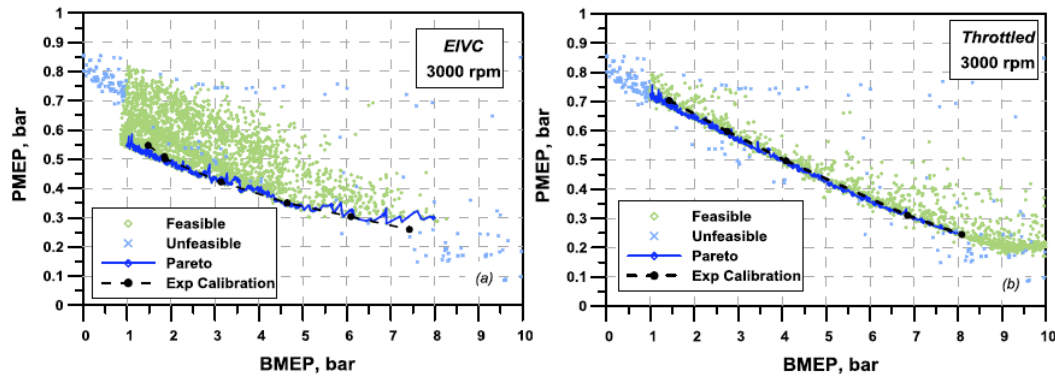 EIVC
3000 rpm
PMEP, bar
1
0.9
0.8
0.7
0.6
0.5
0.4
0.3
0.2
0.1
0
Feasible
Unfeasible
Pareto
Exp Calibration
(a)
0 1 2 3 4 5 6 7 8 9 10
BMEP, bar
Throttled
3000 rpm
PMEP, bar
1
0.9
0.8
0.7
0.6
0.5
0.4
0.3
0.2
0.1
0
Feasible
Unfeasible
Pareto
Exp Calibration
(b)
0 1 2 3 4 5 6 7 8 9 10
BMEP, bar